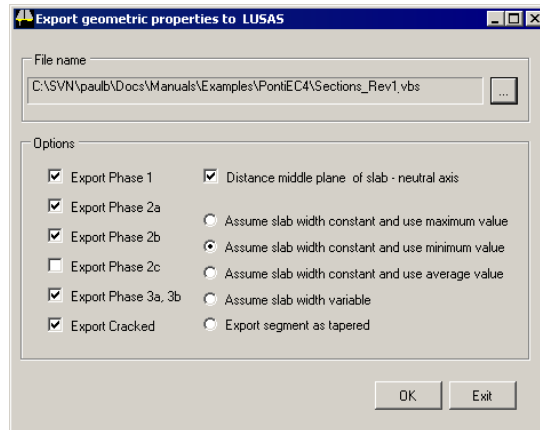 Export geometric properties to LUSAS
File name
C:\SVN\paulb\Docs\Manuals\Examples\PontiEC4\Sections_Rev1.vbs
...
Options
Export Phase 1
Distance middle plane of slab - neutral axis
Export Phase 2a
Assume slab width constant and use maximum value
Export Phase 2b
Assume slab width constant and use minimum value
Export Phase 2c
Assume slab width constant and use average value
Export Phase 3a, 3b
Assume slab width variable
Export Cracked
Export segment as tapered
OK
Exit